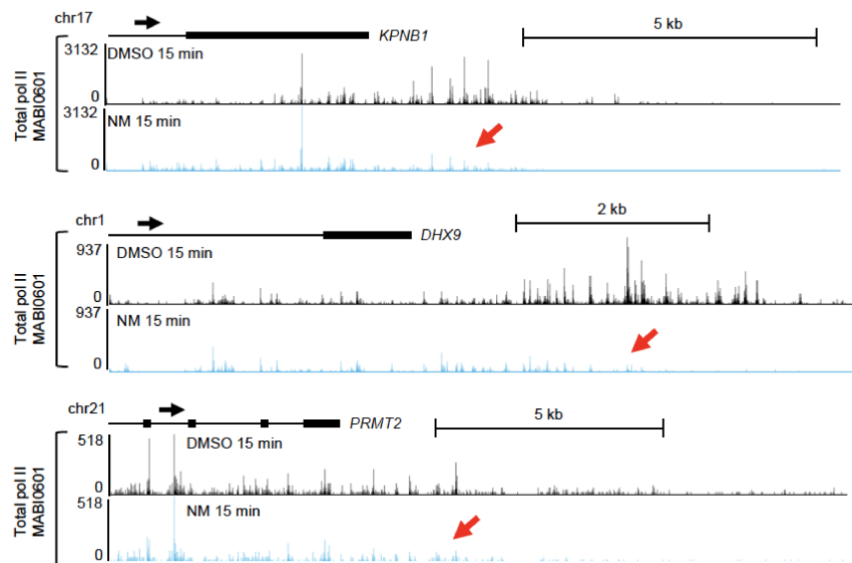 chr17
KPNB1
5 kb
Total pol II
MABI0601
3132
DMSO 15 min
0
3132
NM 15 min
0
chr1
DHX9
2 kb
Total pol II
MABI0601
937
DMSO 15 min
0
937
NM 15 min
0
chr21
PRMT2
5 kb
Total pol II
MABI0601
518
DMSO 15 min
0
518
NM 15 min
0